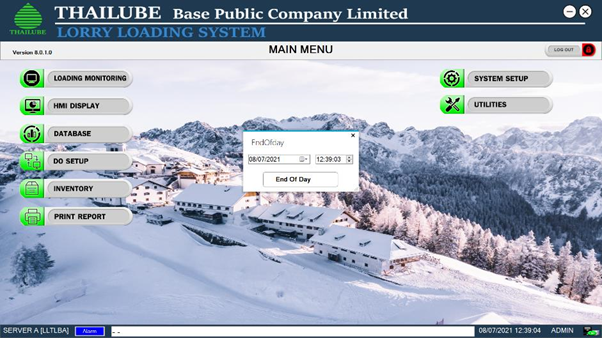 THAILUBE Base Public Company Limited
THAILUBE
LORRY LOADING SYSTEM
Version 8.0.1.0
MAIN MENU
LOG OUT
LOADING MONITORING
SYSTEM SETUP
HMI DISPLAY
UTILITIES
DATABASE
DO SETUP
INVENTORY
PRINT REPORT
EndOfday
×
08/07/2021
12:39:03
End Of Day
SERVER A [LLTLBA]
Norm
- -
08/07/2021 12:39:04
ADMIN